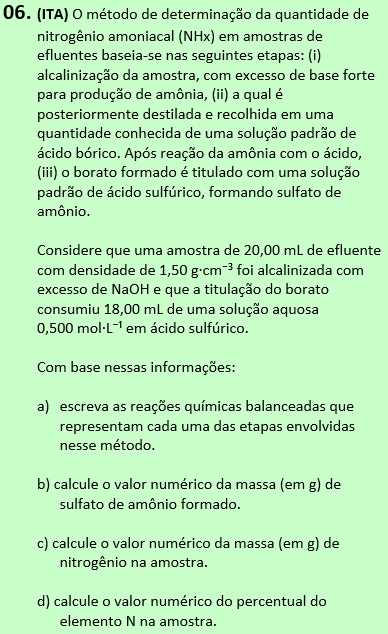 06. (ITA) O método de determinação da quantidade de
nitrogênio amoniacal (NHx) em amostras de
efluentes baseia-se nas seguintes etapas: (i)
alcalinização da amostra, com excesso de base forte
para produção de amônia, (ii) a qual é
posteriormente destilada e recolhida em uma
quantidade conhecida de uma solução padrão de
ácido bórico. Após reação da amônia com o ácido,
(iii) o borato formado é titulado com uma solução
padrão de ácido sulfúrico, formando sulfato de
amônio.
Considere que uma amostra de 20,00 mL de efluente
com densidade de 1,50 g·cm⁻³ foi alcalinizada com
excesso de NaOH e que a titulação do borato
consumiu 18,00 mL de uma solução aquosa
0,500 mol·L⁻¹ em ácido sulfúrico.
Com base nessas informações:
a) escreva as reações químicas balanceadas que
representam cada uma das etapas envolvidas
nesse método.
b) calcule o valor numérico da massa (em g) de
sulfato de amônio formado.
c) calcule o valor numérico da massa (em g) de
nitrogênio na amostra.
d) calcule o valor numérico do percentual do
elemento N na amostra.